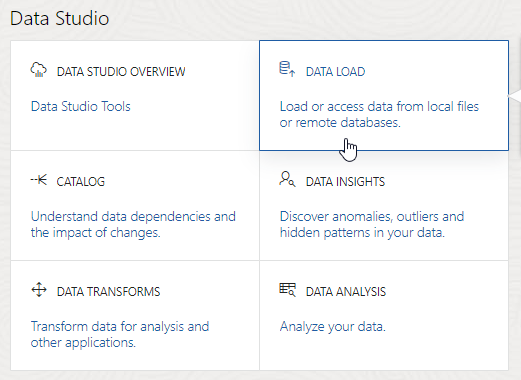 Data Studio
DATA STUDIO OVERVIEW
Data Studio Tools
DATA LOAD
Load or access data from local files
or remote databases.
CATALOG
Understand data dependencies and
the impact of changes.
DATA INSIGHTS
Discover anomalies, outliers and
hidden patterns in your data.
DATA TRANSFORMS
Transform data for analysis and
other applications.
DATA ANALYSIS
Analyze your data.